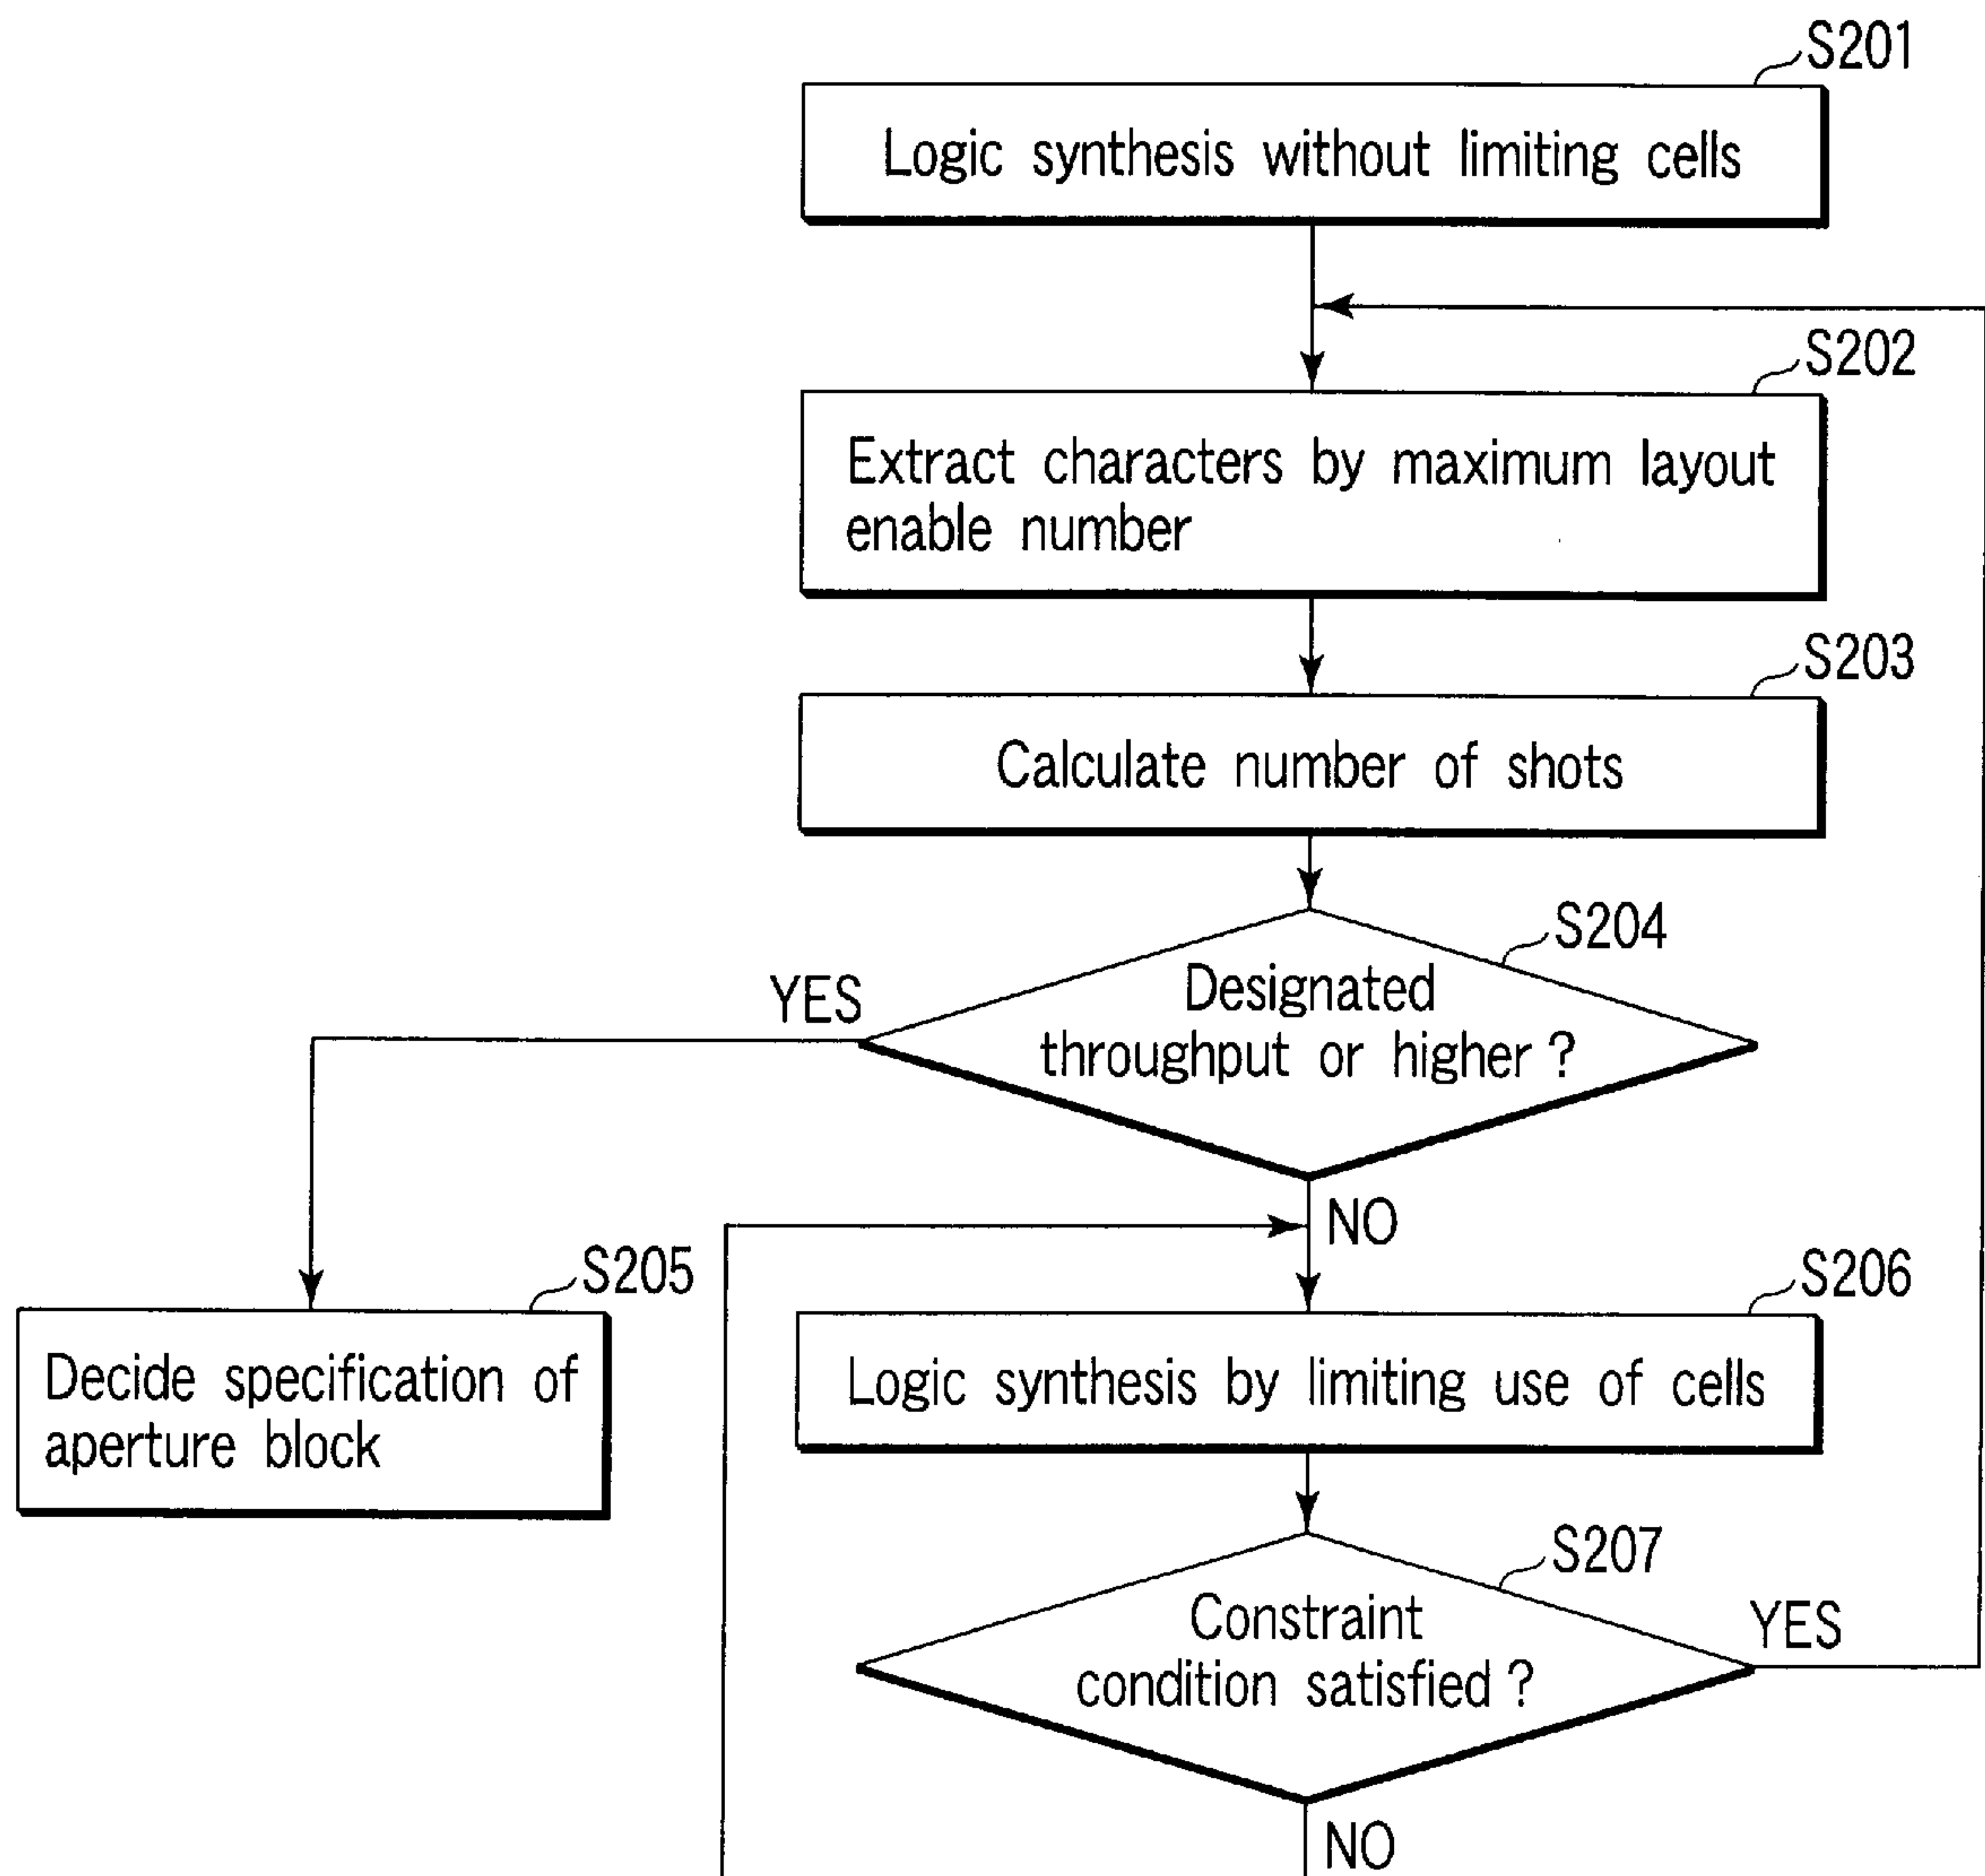 S201
Logic synthesis without limiting cells
S202
Extract characters by maximum layout
enable number
S203
Calculate number of shots
S204
Designated
throughput or higher ?
YES
NO
S205
Decide specification of
aperture block
S206
Logic synthesis by limiting use of cells
S207
Constraint
condition satisfied ?
YES
NO